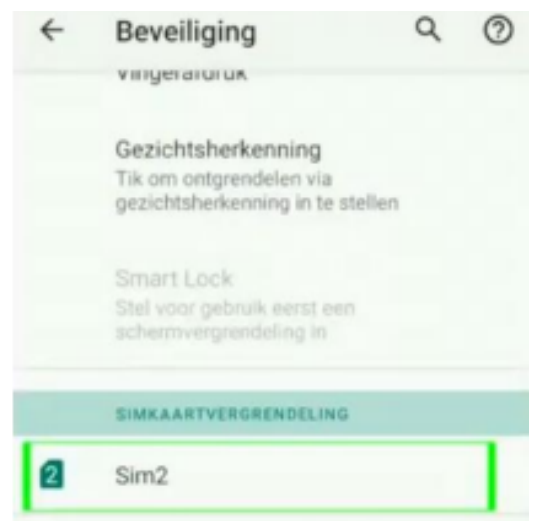 Beveiliging
Vingerafdruk
Gezichtsherkenning
Tik om ontgrendelen via
gezichtsherkenning in te stellen
Smart Lock
Stel voor gebruik eerst een
schermvergrendeling in
SIMKAARTVERGRENDELING
2 Sim2